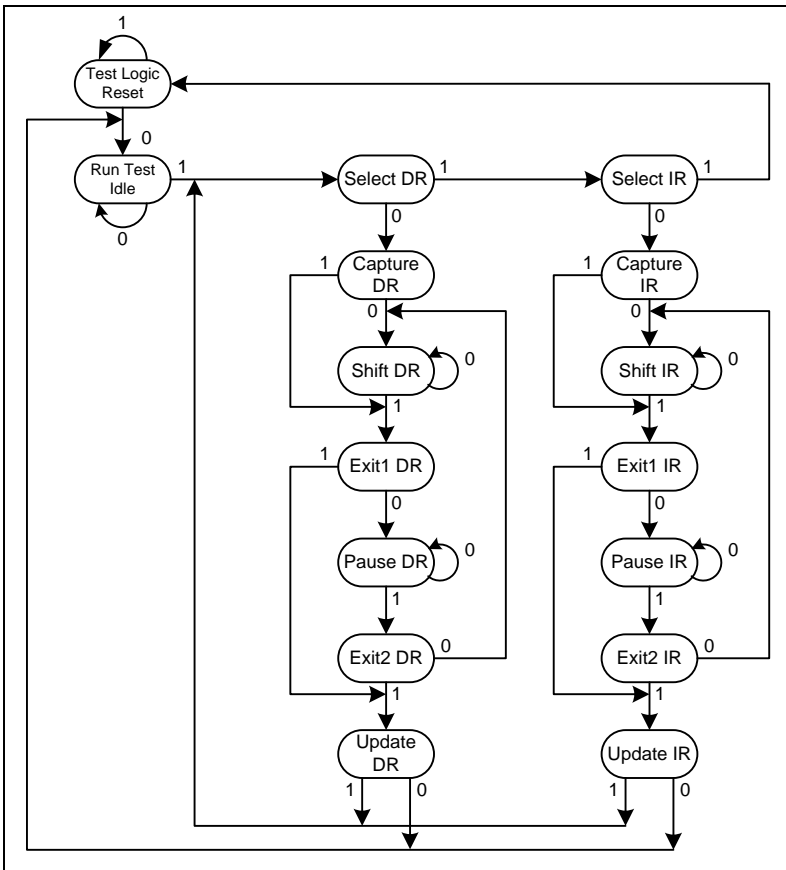 1
Test Logic
Reset
0
Run Test
Idle
1
0
Select DR
1
Select IR
1
0
0
1
Capture
DR
1
Capture
IR
0
0
Shift DR
0
Shift IR
0
1
1
1
Exit1 DR
1
Exit1 IR
0
0
Pause DR
0
Pause IR
0
1
1
Exit2 DR
0
Exit2 IR
0
1
1
Update
DR
Update IR
1
0
1
0